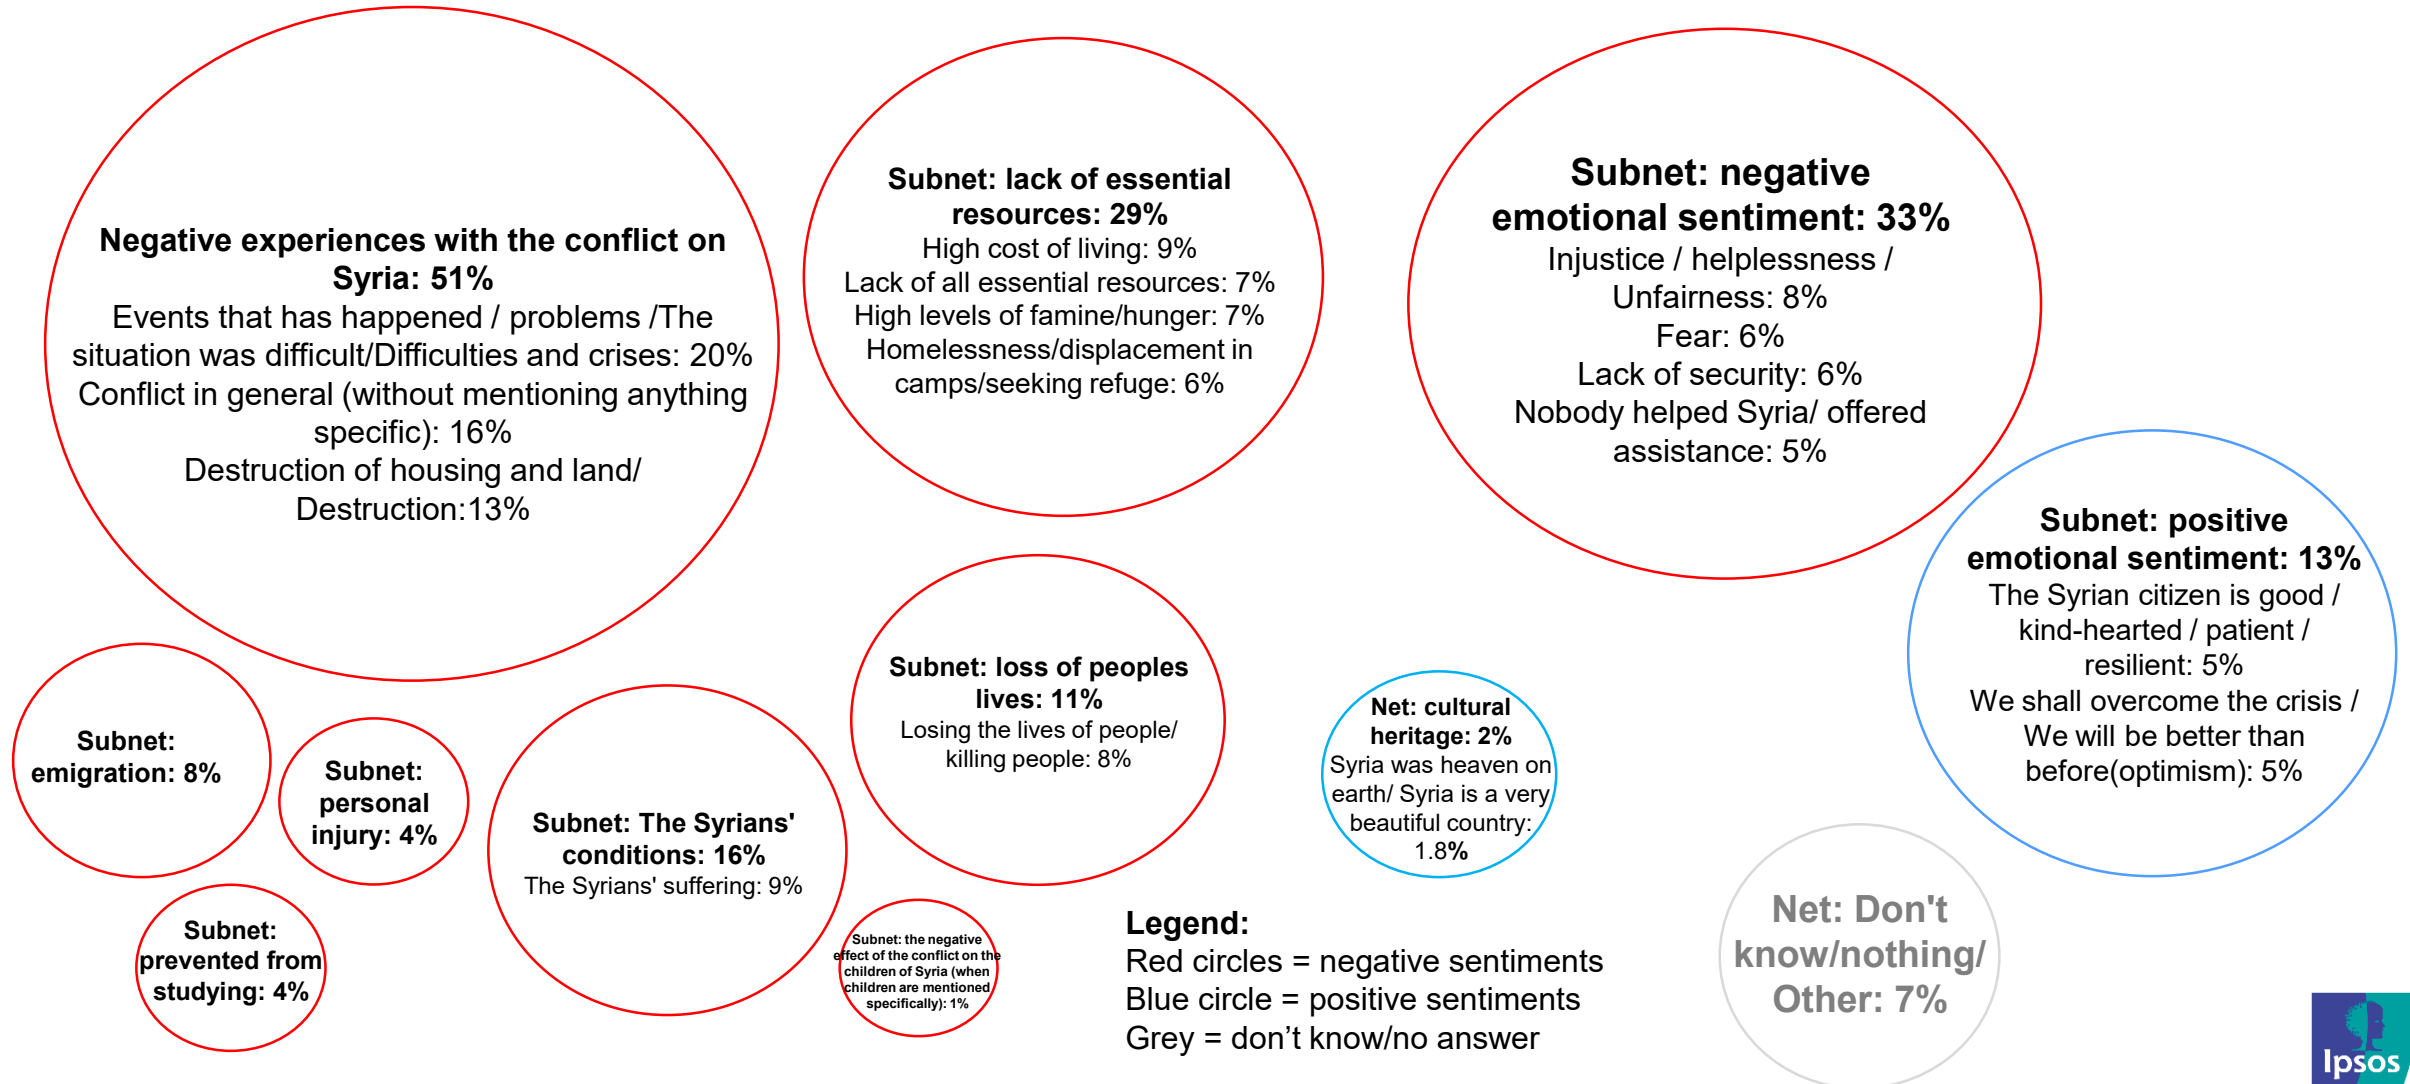 Negative experiences with the conflict on
Syria: 51%
Events that has happened / problems /The
situation was difficult/Difficulties and crises: 20%
Conflict in general (without mentioning anything
specific): 16%
Destruction of housing and land/
Destruction:13%
Subnet: lack of essential
resources: 29%
High cost of living: 9%
Lack of all essential resources: 7%
High levels of famine/hunger: 7%
Homelessness/displacement in
camps/seeking refuge: 6%
Subnet: negative
emotional sentiment: 33%
Injustice / helplessness /
Unfairness: 8%
Fear: 6%
Lack of security: 6%
Nobody helped Syria/ offered
assistance: 5%
Subnet: positive
emotional sentiment: 13%
The Syrian citizen is good /
kind-hearted / patient /
resilient: 5%
We shall overcome the crisis /
We will be better than
before(optimism): 5%
Subnet:
emigration: 8%
Subnet:
personal
injury: 4%
Subnet:
prevented from
studying: 4%
Subnet: The Syrians'
conditions: 16%
The Syrians' suffering: 9%
Subnet: loss of peoples
lives: 11%
Losing the lives of people/
killing people: 8%
Subnet: the negative
effect of the conflict on the
children of Syria (when
children are mentioned
specifically): 1%
Net: cultural
heritage: 2%
Syria was heaven on
earth/ Syria is a very
beautiful country:
1.8%
Legend:
Red circles = negative sentiments
Blue circle = positive sentiments
Grey = don’t know/no answer
Net: Don't
know/nothing/
Other: 7%
Ipsos